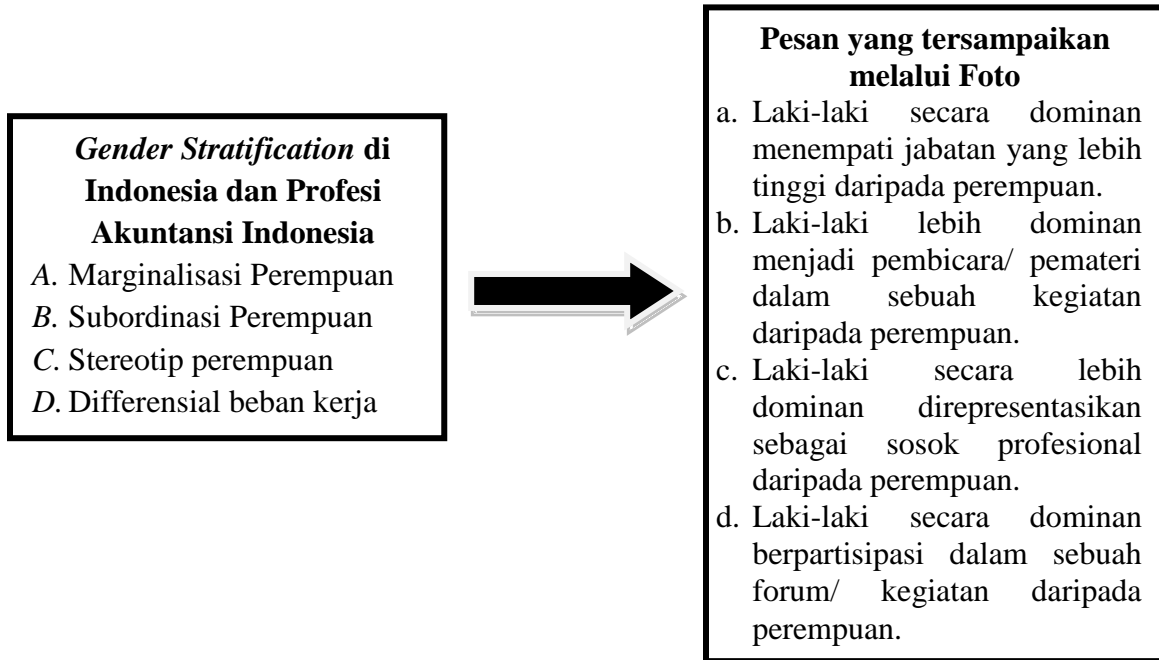 Gender Stratification di
Indonesia dan Profesi
Akuntansi Indonesia
A. Marginalisasi Perempuan
B. Subordinasi Perempuan
C. Stereotip perempuan
D. Differensial beban kerja
Pesan yang tersampaikan
melalui Foto
a. Laki-laki secara dominan
menempati jabatan yang lebih
tinggi daripada perempuan.
b. Laki-laki lebih dominan
menjadi pembicara/ pemateri
dalam sebuah kegiatan
daripada perempuan.
c. Laki-laki secara lebih
dominan direpresentasikan
sebagai sosok profesional
daripada perempuan.
d. Laki-laki secara dominan
berpartisipasi dalam sebuah
forum/ kegiatan daripada
perempuan.